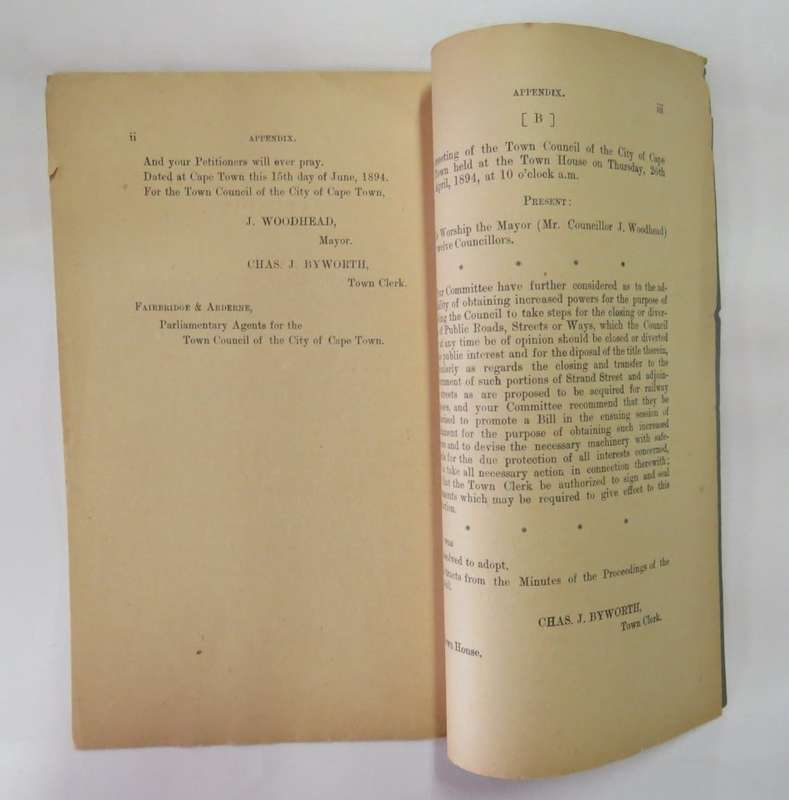 ii
APPENDIX.
And your Petitioners will ever pray.
Dated at Cape Town this 15th day of June, 1894.
For the Town Council of the City of Cape Town,
J. WOODHEAD,
Mayor.
CHAS. J. BYWORTH,
Town Clerk.
FAIRBRIDGE & ARDERNE,
Parliamentary Agents for the
Town Council of the City of Cape Town.
APPENDIX.
iii
[ B ]
of the Town Council of the City of Cape
Town held at the Town House on Thursday, 26th
April, 1894, at 10 o'clock a.m.
PRESENT:
Worship the Mayor (Mr. Councillor J. Woodhead)
Councillors.
* * * *
Committee have further considered as to the ad-
of obtaining increased powers for the purpose of
the Council to take steps for the closing or diver-
of Public Roads, Streets or Ways, which the Council
at any time be of opinion should be closed or diverted
public interest and for the diposal of the title therein,
as regards the closing and transfer to the
of such portions of Strand Street and adjoin-
streets as are proposed to be acquired for railway
and your Committee recommend that they be
to promote a Bill in the ensuing session of
for the purpose of obtaining such increased
and to devise the necessary machinery with safe-
for the due protection of all interests concerned,
take all necessary action in connection therewith;
that the Town Clerk be authorized to sign and seal
which may be required to give effect to this
* * * *
was
to adopt,
from the Minutes of the Proceedings of the
CHAS. J. BYWORTH,
Town Clerk.
House.